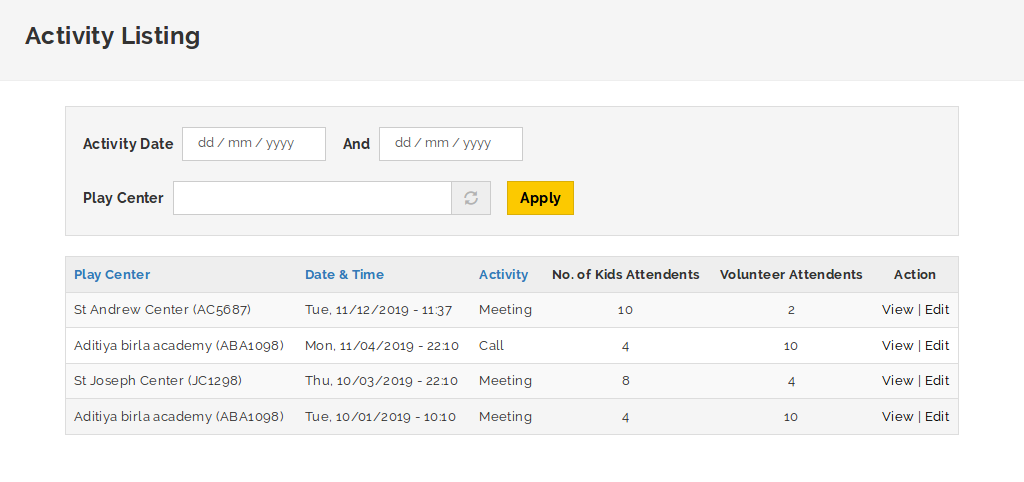 Activity Listing
Activity Date dd / mm / yyyy And dd / mm / yyyy
Play Center Apply
Play Center Date & Time Activity No. of Kids Attendents Volunteer Attendents Action
St Andrew Center (AC5687) Tue, 11/12/2019 - 11:37 Meeting 10 2 View | Edit
Aditiya birla academy (ABA1098) Mon, 11/04/2019 - 22:10 Call 4 10 View | Edit
St Joseph Center (JC1298) Thu, 10/03/2019 - 22:10 Meeting 8 4 View | Edit
Aditiya birla academy (ABA1098) Tue, 10/01/2019 - 10:10 Meeting 4 10 View | Edit